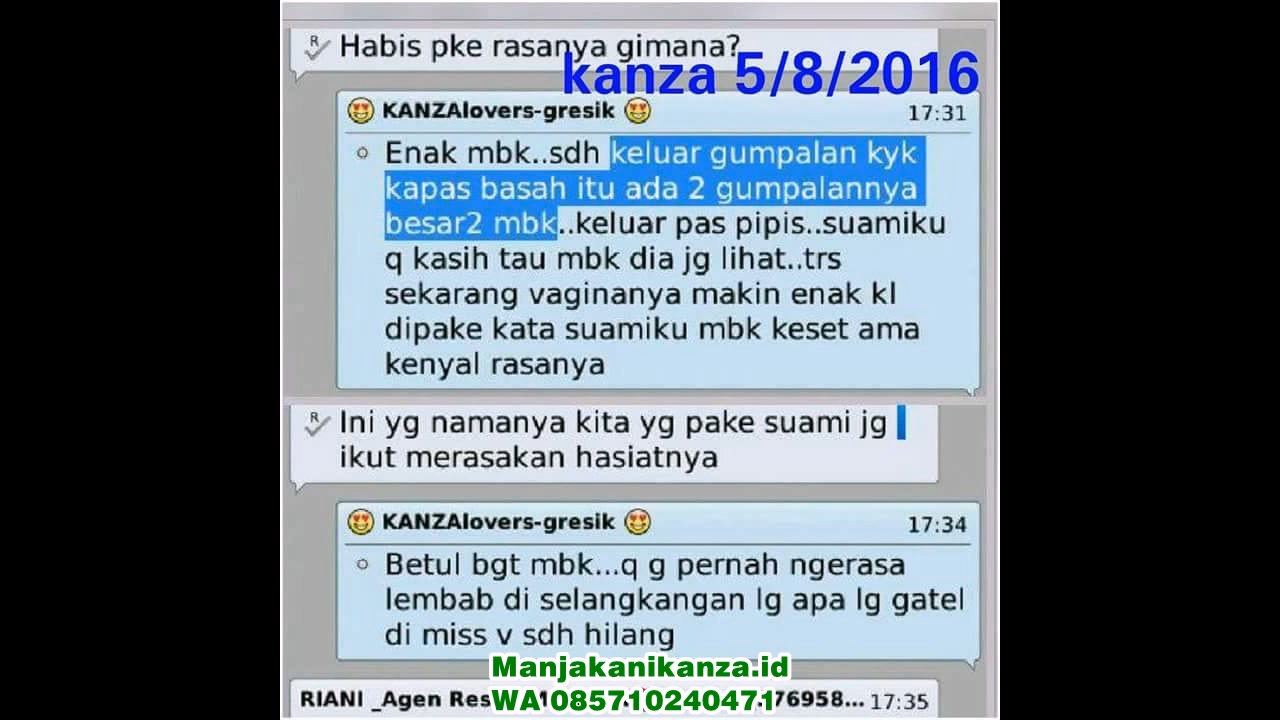 Habis pke rasanya gimana?
kanza 5/8/2016
KANZAlovers-gresik
17:31
Enak mbk..sdh keluar gumpalan kyk
kapas basah itu ada 2 gumpalannya
besar2 mbk..keluar pas pipis..suamiku
q kasih tau mbk dia jg lihat..trs
sekarang vaginanya makin enak kl
dipake kata suamiku mbk keset ama
kenyal rasanya
Ini yg namanya kita yg pake suami jg
ikut merasakan hasiatnya
KANZAlovers-gresik
17:34
Betul bgt mbk...q g pernah ngerasa
lembab di selangkangan lg apa lg gatel
di miss v sdh hilang
Manjakanikanza.id
RIANI _Agen Res
WA085710240471
76958... 17:35